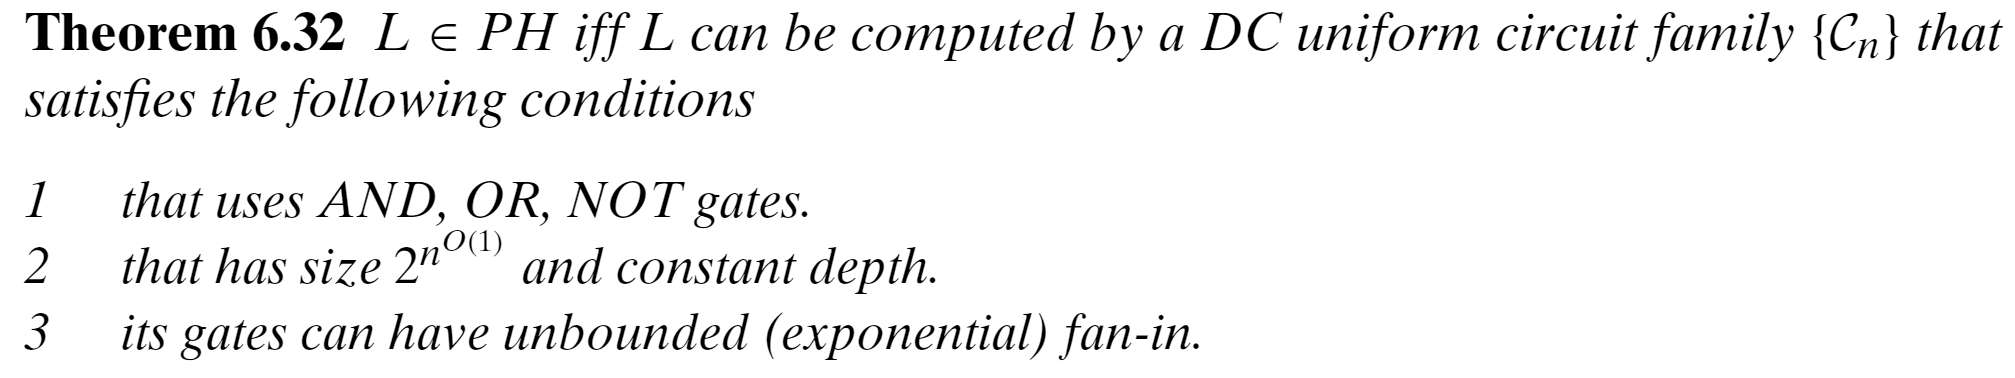 Theorem 6.32 L ∈ PH iff L can be computed by a DC uniform circuit family {𝒞ₙ} that
satisfies the following conditions
1 that uses AND, OR, NOT gates.
2 that has size 2^{n^{O(1)}} and constant depth.
3 its gates can have unbounded (exponential) fan-in.